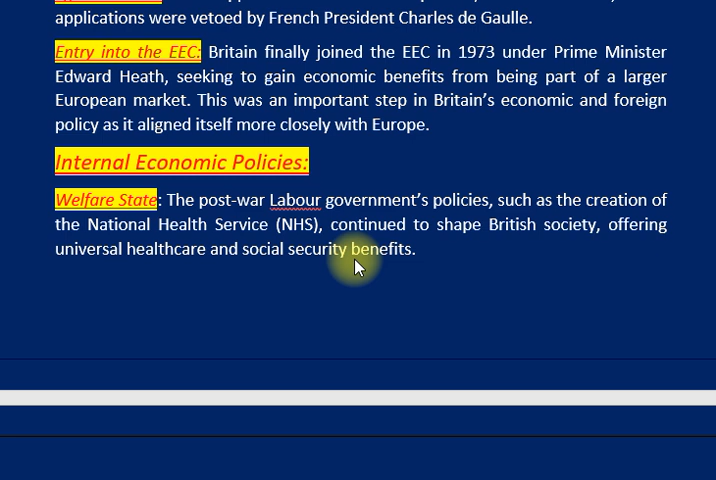 applications were vetoed by French President Charles de Gaulle.
Entry into the EEC: Britain finally joined the EEC in 1973 under Prime Minister
Edward Heath, seeking to gain economic benefits from being part of a larger
European market. This was an important step in Britain's economic and foreign
policy as it aligned itself more closely with Europe.
Internal Economic Policies:
Welfare State: The post-war Labour government's policies, such as the creation of
the National Health Service (NHS), continued to shape British society, offering
universal healthcare and social security benefits.